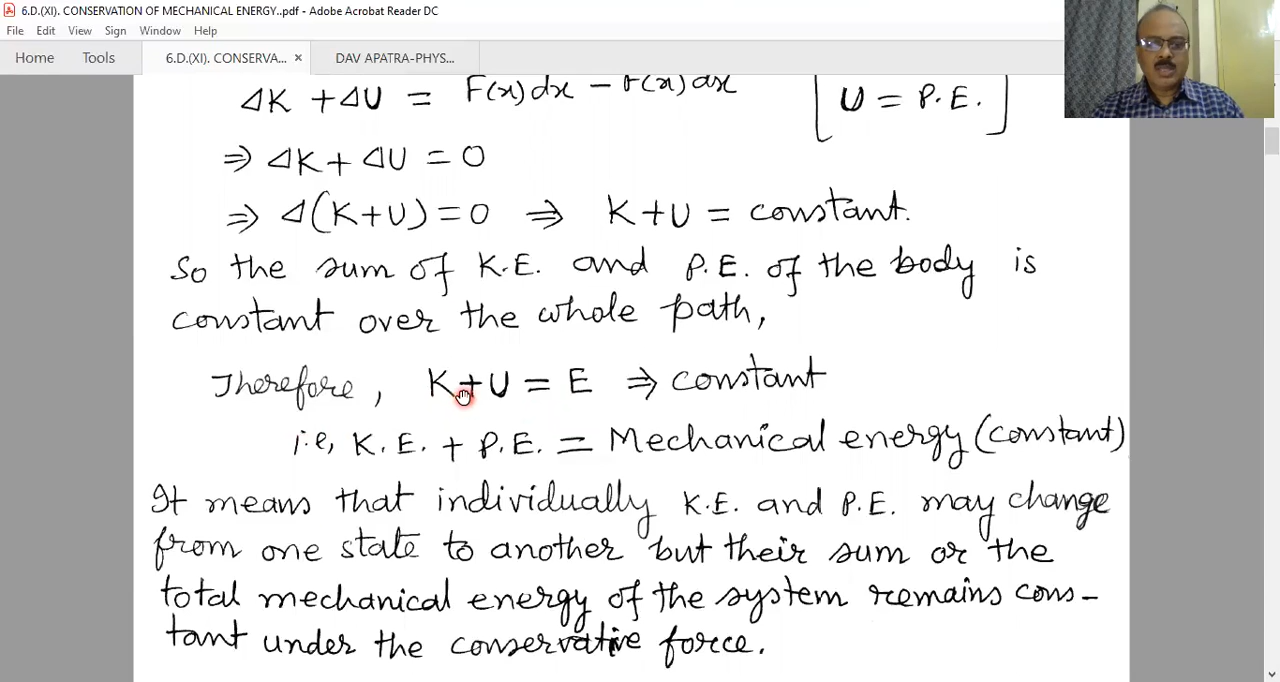 6.D.(XI). CONSERVATION OF MECHANICAL ENERGY..pdf - Adobe Acrobat Reader DC
File Edit View Sign Window Help
Home Tools 6.D.(XI). CONSERVA... × DAV APATRA-PHYS...
ΔK + ΔU = F(x)dx - F(x)dx [U = P.E.]
⇒ ΔK + ΔU = 0
⇒ Δ(K+U) = 0 ⇒ K+U = constant.
So the sum of K.E. and P.E. of the body is
constant over the whole path,
Therefore, K+U = E ⇒ constant
i.e, K.E. + P.E. = Mechanical energy (constant)
It means that individually K.E. and P.E. may change
from one state to another but their sum or the
total mechanical energy of the system remains cons-
tant under the conservative force.